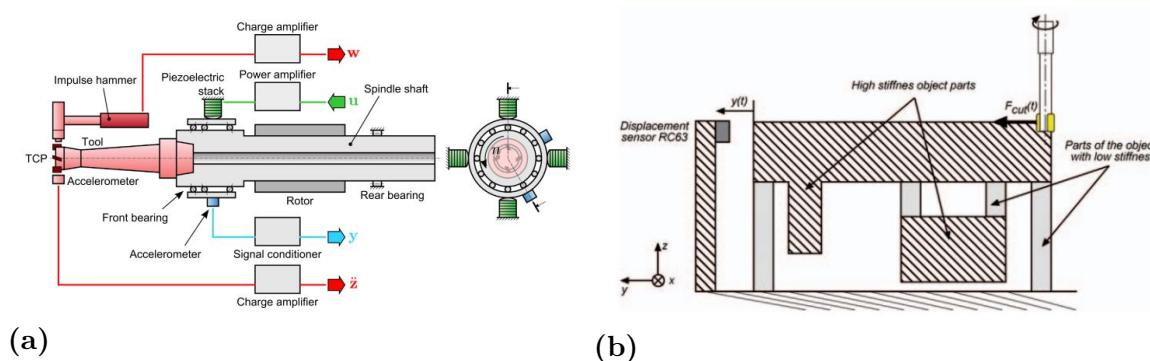 Charge amplifier
w
Piezoelectric
stack
Power amplifier
Impulse hammer
u
Spindle shaft
Tool
TCP
n
Accelerometer
Rear bearing
Rotor
Front bearing
y
Accelerometer
Signal conditioner
z̈
Charge amplifier
(a)
High stiffnes object parts
y(t)
Fcut(t)
Displacement
sensor RC63
Parts of the object
with low stiffness
z
y
x
(b)